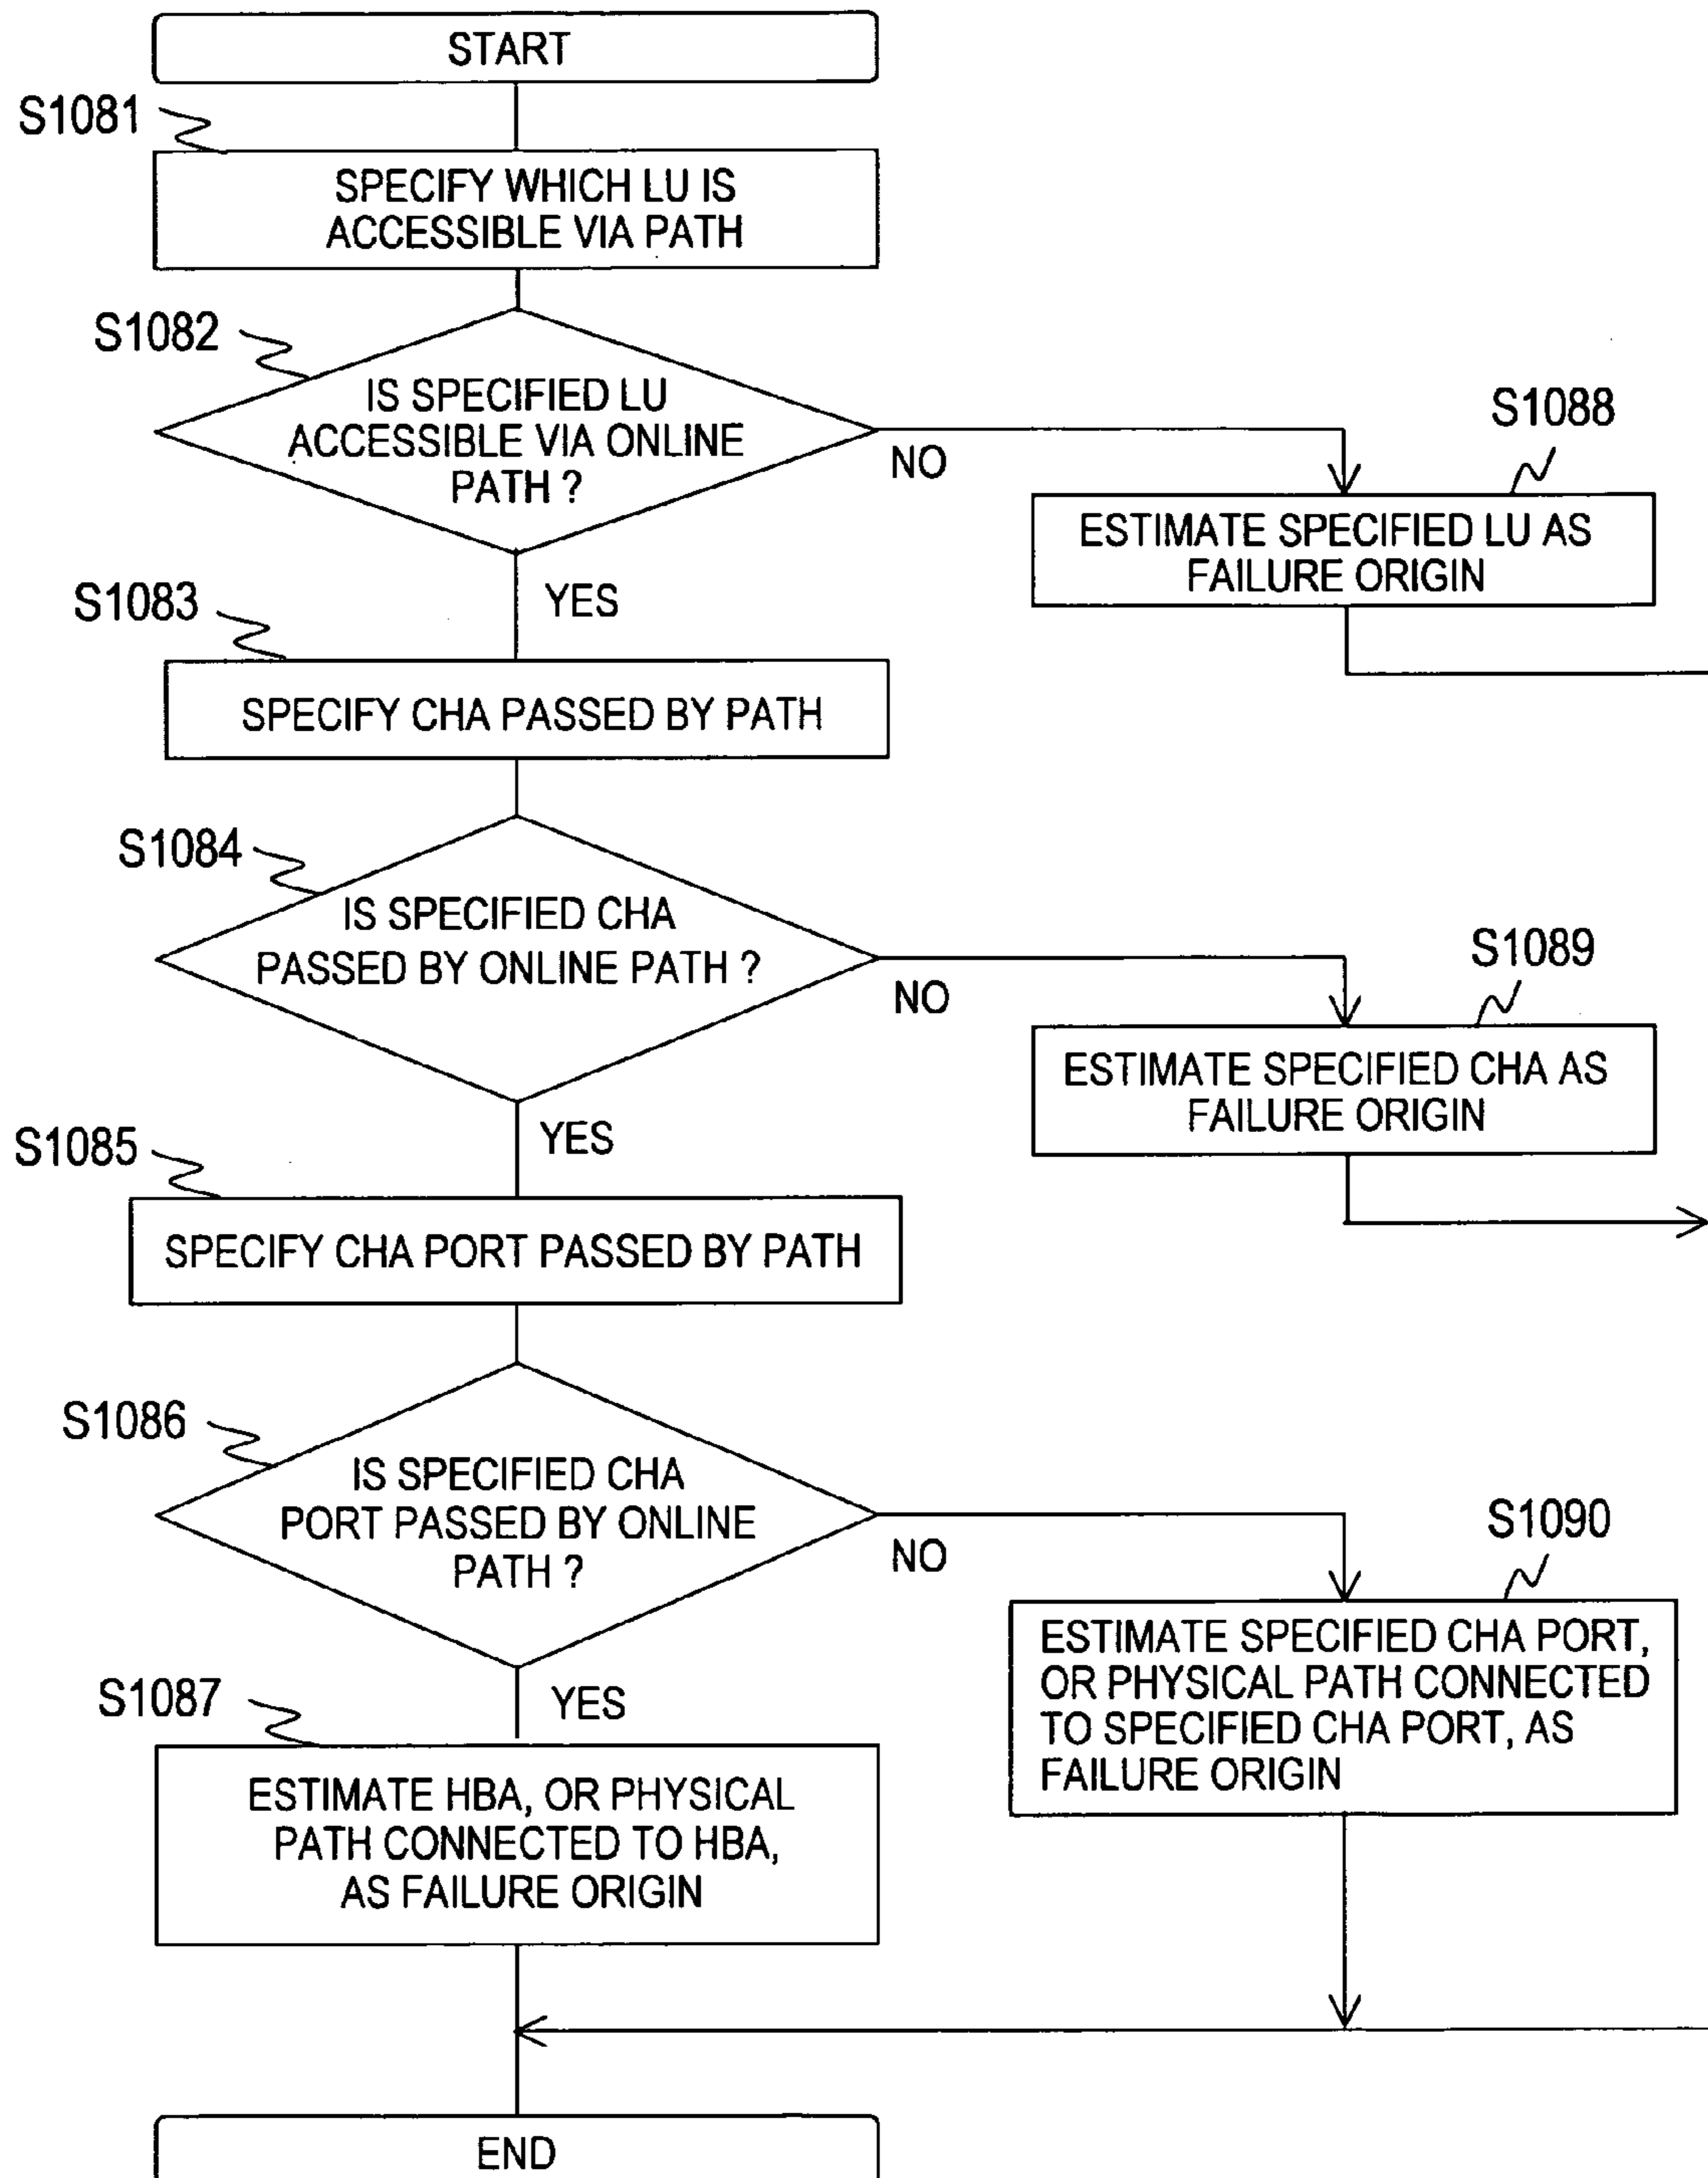 START
S1081
SPECIFY WHICH LU IS
ACCESSIBLE VIA PATH
S1082
IS SPECIFIED LU
ACCESSIBLE VIA ONLINE
PATH ?
NO
S1088
ESTIMATE SPECIFIED LU AS
FAILURE ORIGIN
YES
S1083
SPECIFY CHA PASSED BY PATH
S1084
IS SPECIFIED CHA
PASSED BY ONLINE PATH ?
NO
S1089
ESTIMATE SPECIFIED CHA AS
FAILURE ORIGIN
YES
S1085
SPECIFY CHA PORT PASSED BY PATH
S1086
IS SPECIFIED CHA
PORT PASSED BY ONLINE
PATH ?
NO
S1090
ESTIMATE SPECIFIED CHA PORT,
OR PHYSICAL PATH CONNECTED
TO SPECIFIED CHA PORT, AS
FAILURE ORIGIN
YES
S1087
ESTIMATE HBA, OR PHYSICAL
PATH CONNECTED TO HBA,
AS FAILURE ORIGIN
END